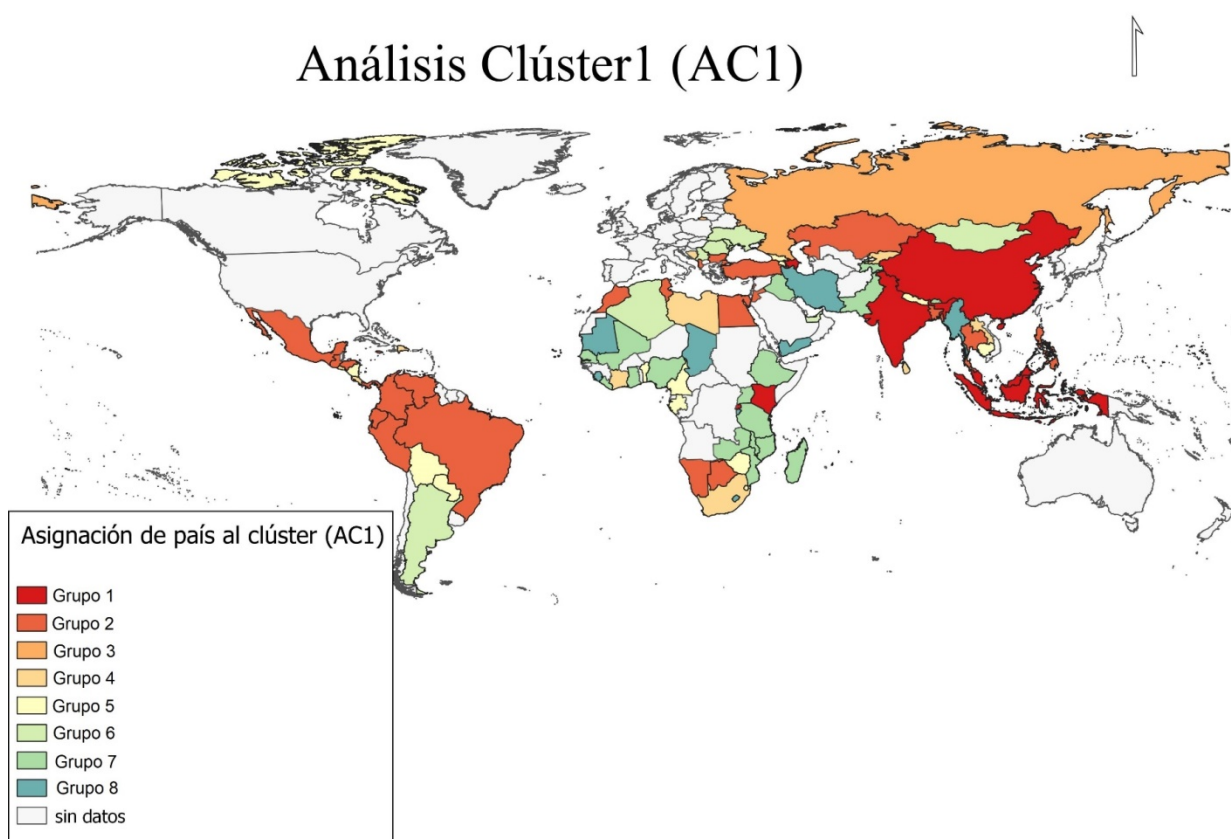 Análisis Clúster1 (AC1)
Asignación de país al clúster (AC1)
Grupo 1
Grupo 2
Grupo 3
Grupo 4
Grupo 5
Grupo 6
Grupo 7
Grupo 8
sin datos